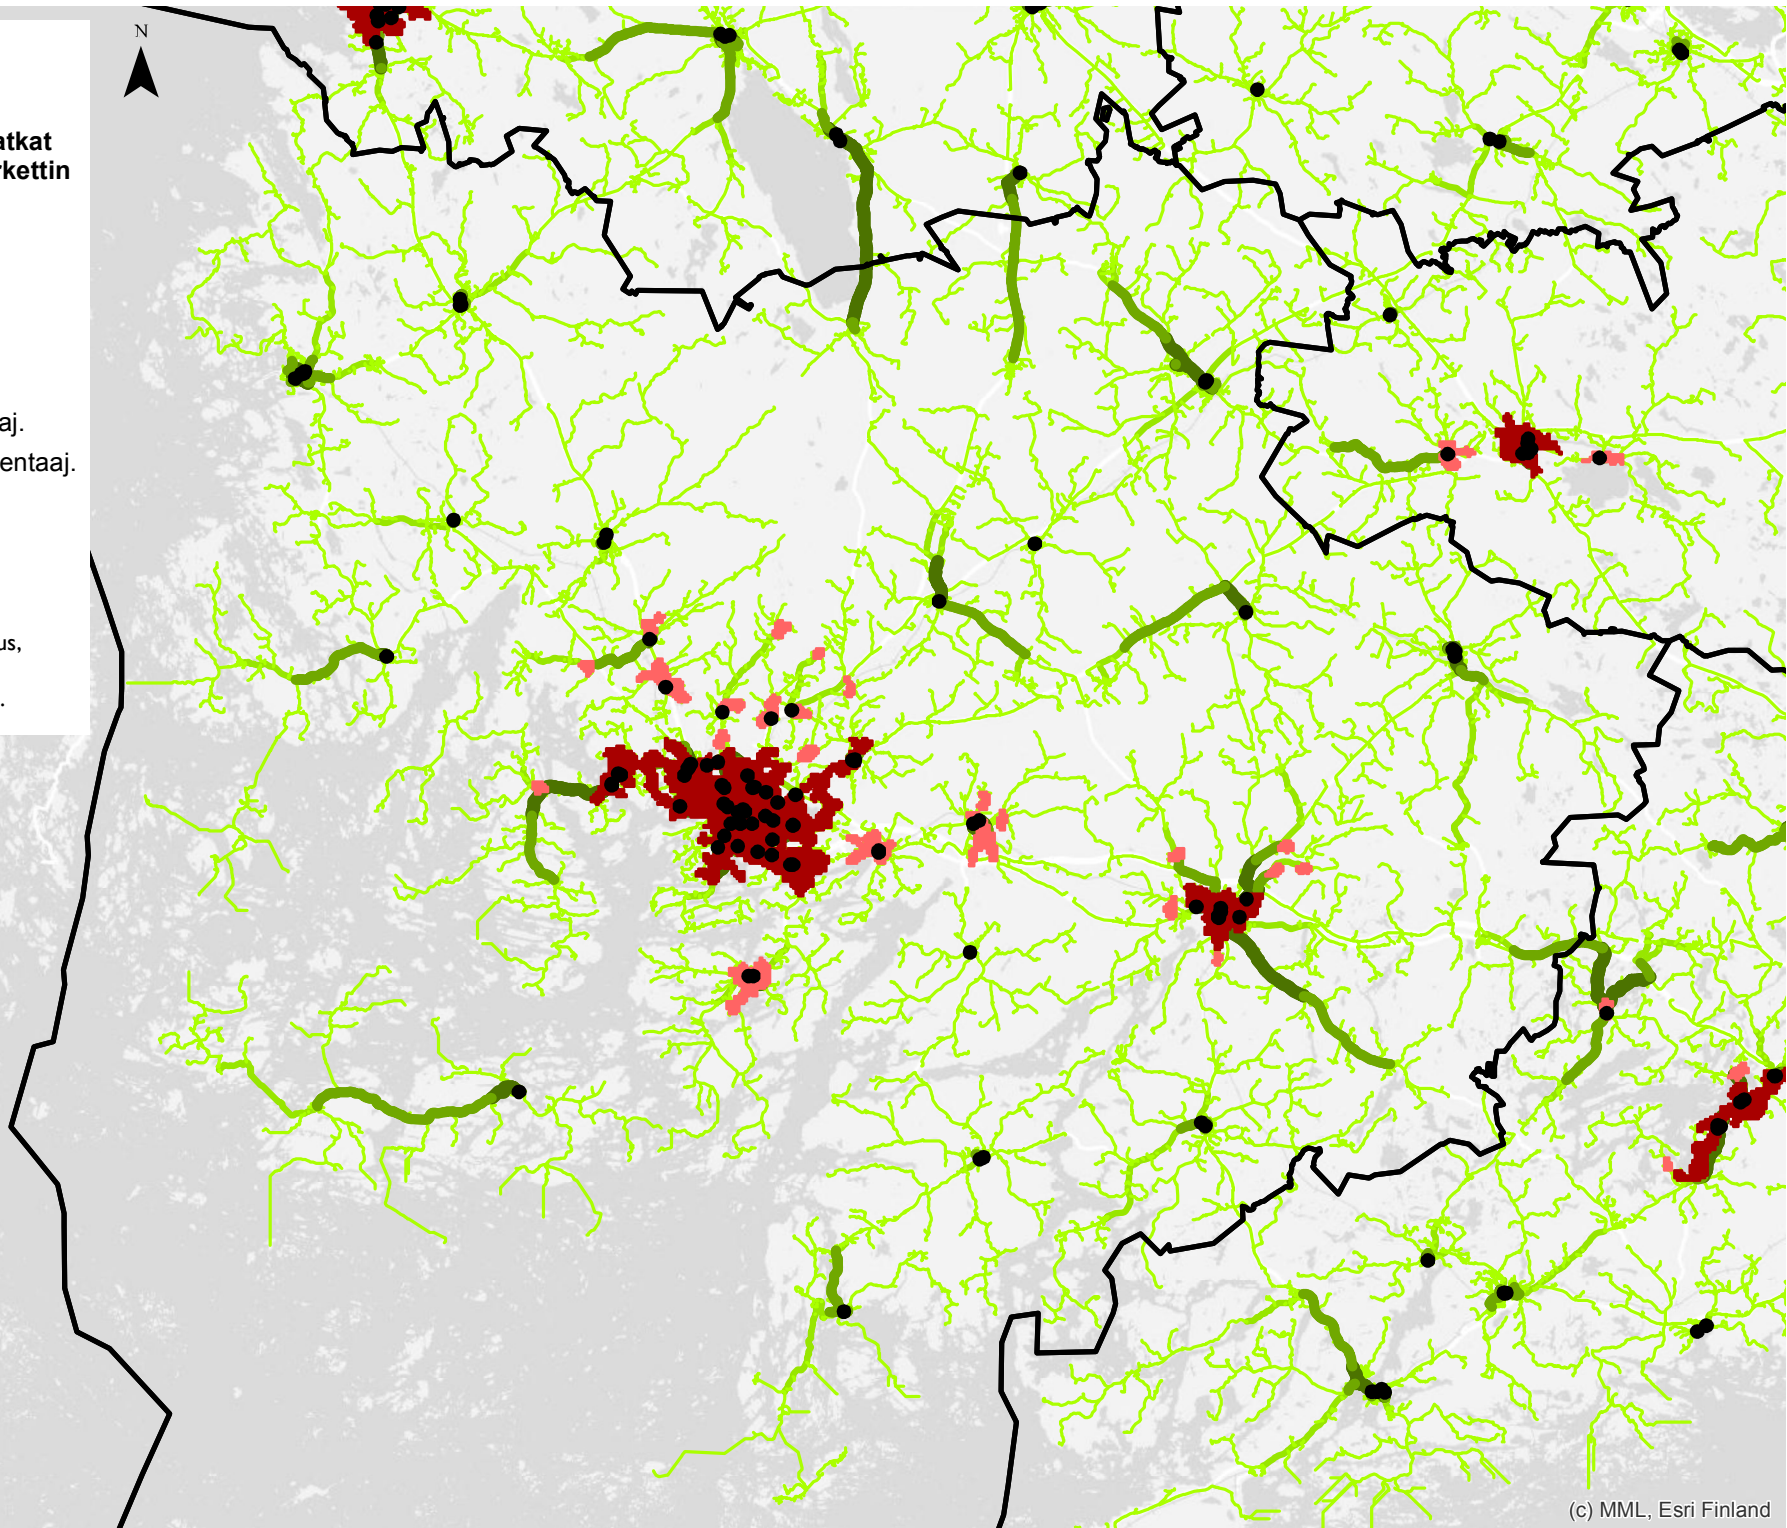 N
atkat
rkettin
aj.
entaaj.
us,
.
(c) MML, Esri Finland